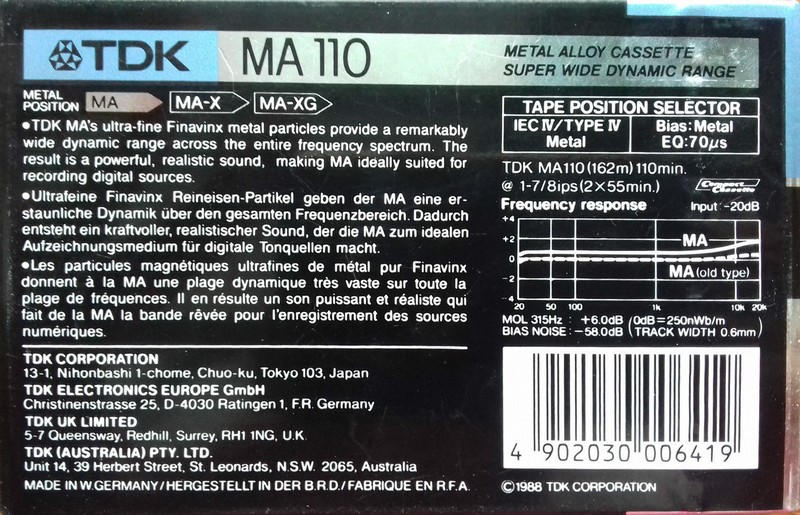 TDK MA 110
METAL ALLOY CASSETTE
SUPER WIDE DYNAMIC RANGE
METAL
POSITION MA MA-X MA-XG
●TDK MA's ultra-fine Finavinx metal particles provide a remarkably
wide dynamic range across the entire frequency spectrum. The
result is a powerful, realistic sound, making MA ideally suited for
recording digital sources.
●Ultrafeine Finavinx Reineisen-Partikel geben der MA eine er-
staunliche Dynamik über den gesamten Frequenzbereich. Dadurch
entsteht ein kraftvoller, realistischer Sound, der die MA zum idealen
Aufzeichnungsmedium für digitale Tonquellen macht.
●Les particules magnétiques ultrafines de métal pur Finavinx
donnent à la MA une plage dynamique très vaste sur toute la
plage de fréquences. Il en résulte un son puissant et réaliste qui
fait de la MA la bande rêvée pour l'enregistrement des sources
numériques.
TDK CORPORATION
13-1, Nihonbashi 1-chome, Chuo-ku, Tokyo 103, Japan
TDK ELECTRONICS EUROPE GmbH
Christinenstrasse 25, D-4030 Ratingen 1, F.R. Germany
TDK UK LIMITED
5-7 Queensway, Redhill, Surrey, RH1 1NG, U.K.
TDK (AUSTRALIA) PTY. LTD.
Unit 14, 39 Herbert Street, St. Leonards, N.S.W. 2065, Australia
MADE IN W.GERMANY/HERGESTELLT IN DER B.R.D./FABRIQUE EN R.F.A.
TAPE POSITION SELECTOR
IEC IV/TYPE IV Bias:Metal
Metal EQ:70μs
TDK MA110(162m)110min.
@ 1-7/8ips(2×55min.) Compact Cassette
Frequency response Input:-20dB
+4
+2 MA
0
-2 MA(old type)
-4
20 50 100 1k 10k 20k
MOL 315Hz : +6.0dB (0dB=250nWb/m
BIAS NOISE : -58.0dB (TRACK WIDTH 0.6mm)
4 902030 006419
©1988 TDK CORPORATION